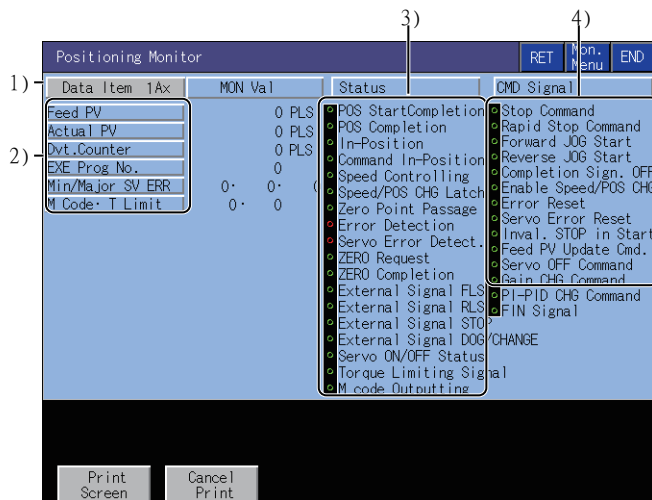 3)
4)
Positioning Monitor
RET
Mon. Menu
END
1)
Data Item 1Ax
MON Val
Status
CMD Signal
2)
Feed PV
0 PLS
Actual PV
0 PLS
Dvt.Counter
0 PLS
EXE Prog No.
0
Min/Major SV ERR
0·
0·
M Code· T Limit
0·
0
POS StartCompletion
POS Completion
In-Position
Command In-Position
Speed Controlling
Speed/POS CHG Latch
Zero Point Passage
Error Detection
Servo Error Detect.
ZERO Request
ZERO Completion
External Signal FLS
External Signal RLS
External Signal STOP
External Signal DOG/CHANGE
Servo ON/OFF Status
Torque Limiting Signal
M code Outputting
Stop Command
Rapid Stop Command
Forward JOG Start
Reverse JOG Start
Completion Sign. OFF
Enable Speed/POS CHG
Error Reset
Servo Error Reset
Inval. STOP in Start
Feed PV Update Cmd.
Servo OFF Command
Gain CHG Command
PI-PID CHG Command
FIN Signal
Print Screen
Cancel Print